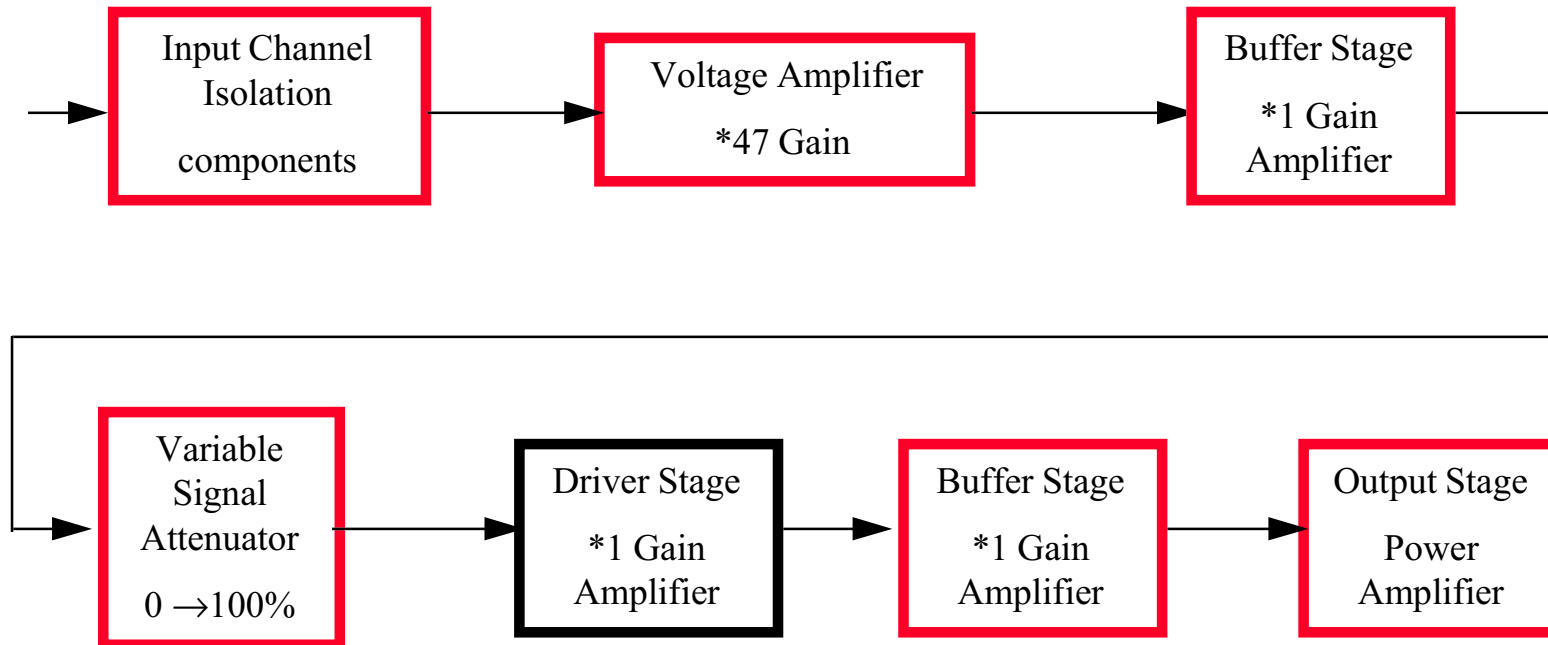 Input Channel
Isolation
components
Voltage Amplifier
*47 Gain
Buffer Stage
*1 Gain
Amplifier
Variable
Signal
Attenuator
0 →100%
Driver Stage
*1 Gain
Amplifier
Buffer Stage
*1 Gain
Amplifier
Output Stage
Power
Amplifier